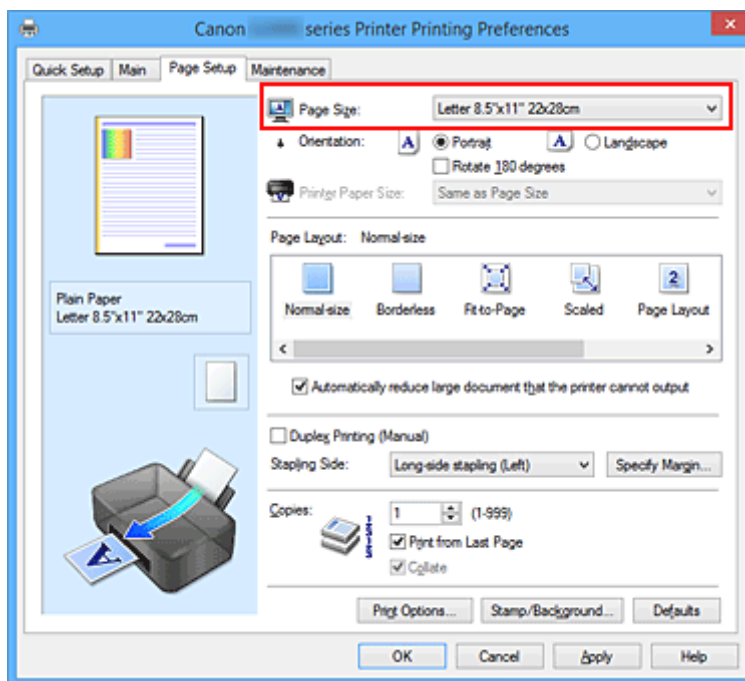 Canon series Printer Printing Preferences
Quick Setup Main Page Setup Maintenance
Page Size: Letter 8.5"x11" 22x28cm
Orientation: A Portrait A Landscape
Rotate 180 degrees
Printer Paper Size: Same as Page Size
Page Layout: Normal-size
2
Normal-size Borderless Fit-to-Page Scaled Page Layout
Plain Paper
Letter 8.5"x11" 22x28cm
Automatically reduce large document that the printer cannot output
Duplex Printing (Manual)
Stapling Side: Long-side stapling (Left) Specify Margin...
Copies: 1 (1-999)
Print from Last Page
Collate
A
Print Options... Stamp/Background... Defaults
OK Cancel Apply Help